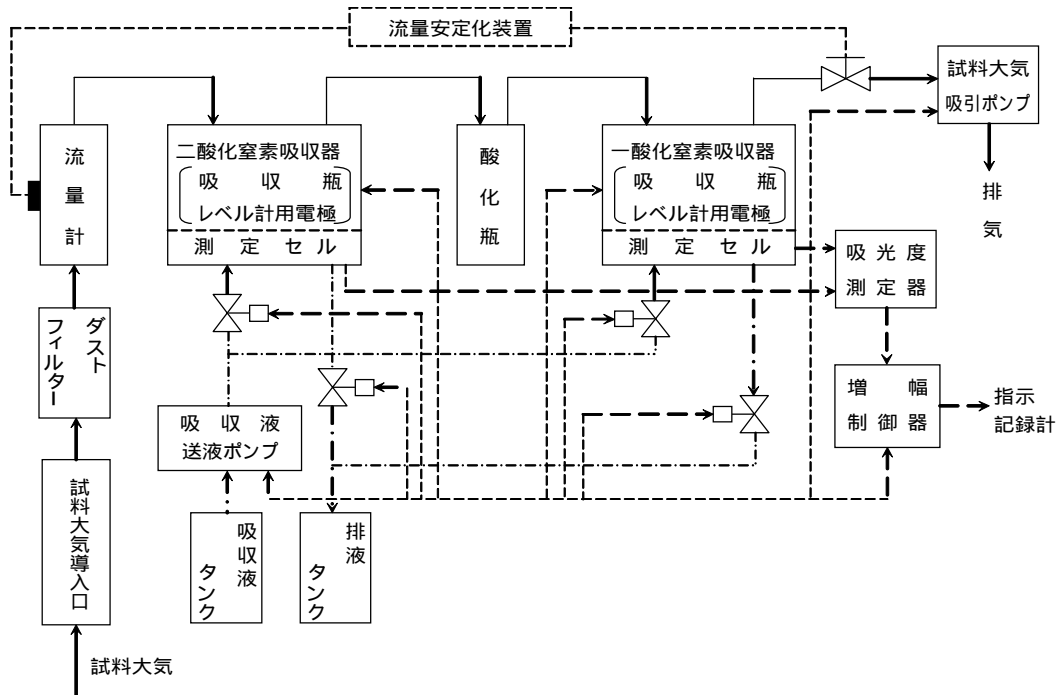 流量安定化装置
試料大気
吸引ポンプ
排気
流量計
二酸化窒素吸収器
吸収瓶
レベル計用電極
測定セル
酸化瓶
一酸化窒素吸収器
吸収瓶
レベル計用電極
測定セル
吸光度
測定器
ダスト
フィルター
吸収液
送液ポンプ
増幅
制御器
指示
記録計
試料大気導入口
吸収液
タンク
排液
タンク
試料大気